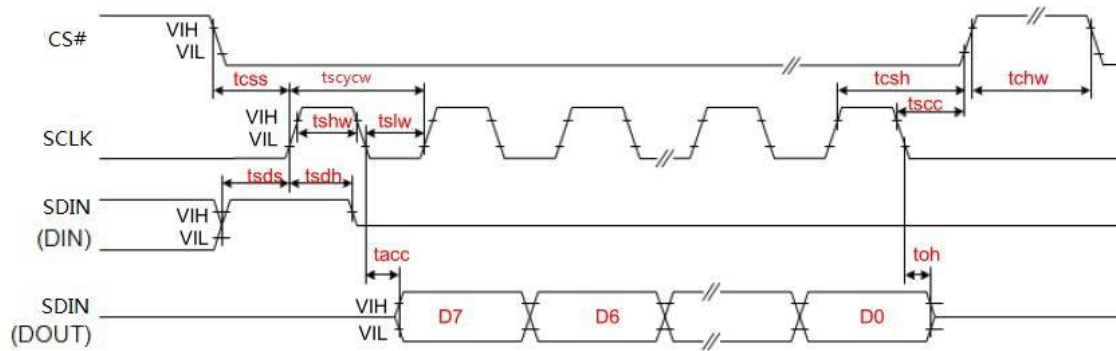 CS#
VIH
VIL
tcss
tscycw
tcsh
tchw
tscc
SCLK
VIH
VIL
tshw
tslw
tsds
tsdh
SDIN
(DIN)
VIH
VIL
tacc
toh
SDIN
(DOUT)
VIH
VIL
D7
D6
D0